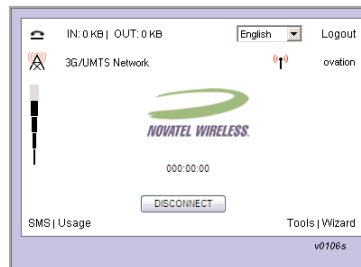 IN: 0 KB | OUT: 0 KB English Logout
3G/UMTS Network ovation
NOVATEL WIRELESS.
000:00:00
DISCONNECT
SMS | Usage Tools | Wizard
v0106s